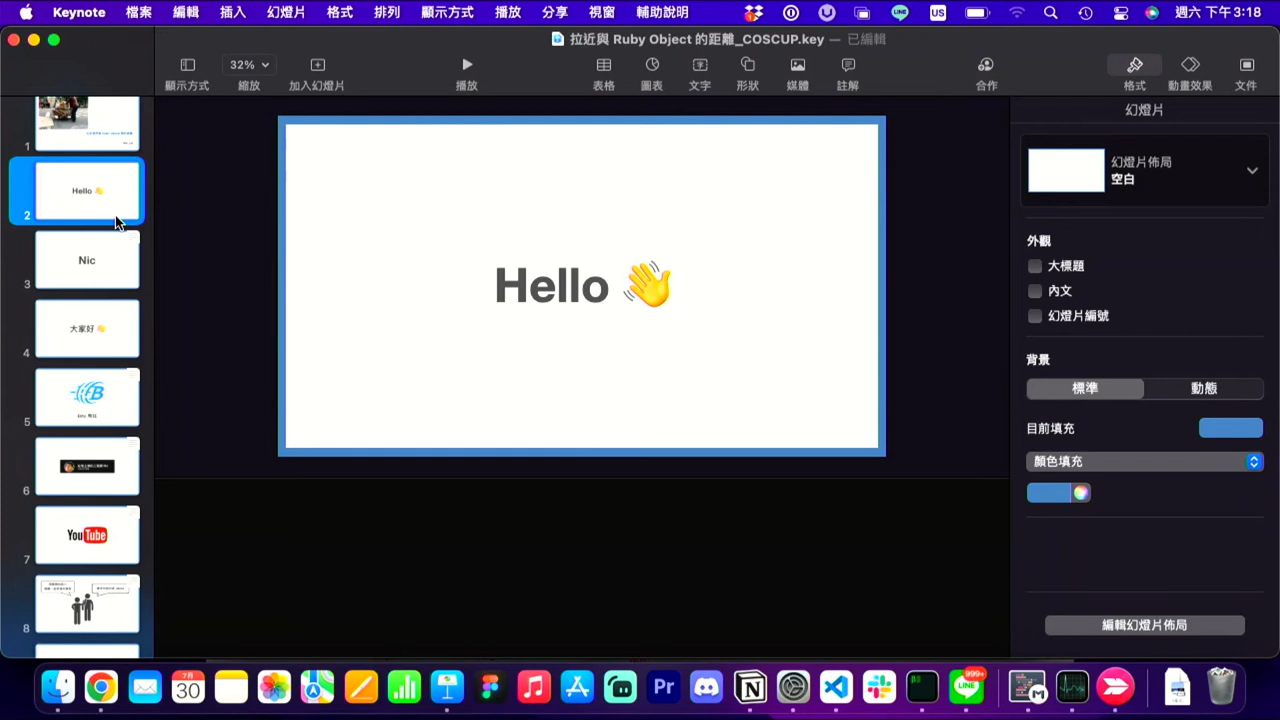 Keynote 檔案 編輯 插入 幻燈片 格式 排列 顯示方式 播放 分享 視窗 輔助說明 LINE US 週六 下午3:18
拉近與 Ruby Object 的距離_COSCUP.key — 已編輯
32%
顯示方式 縮放 加入幻燈片 播放 表格 圖表 文字 形狀 媒體 註解 合作 格式 動畫效果 文件
幻燈片
1
Hello 👋
2
Nic
3
大家好 👋
4
5
6
YouTube
7
8
Hello 👋
幻燈片佈局
空白
外觀
大標題
內文
幻燈片編號
背景
標準 動態
目前填充
顏色填充
編輯幻燈片佈局
7月
30
Pr
N
LINE
999+
M